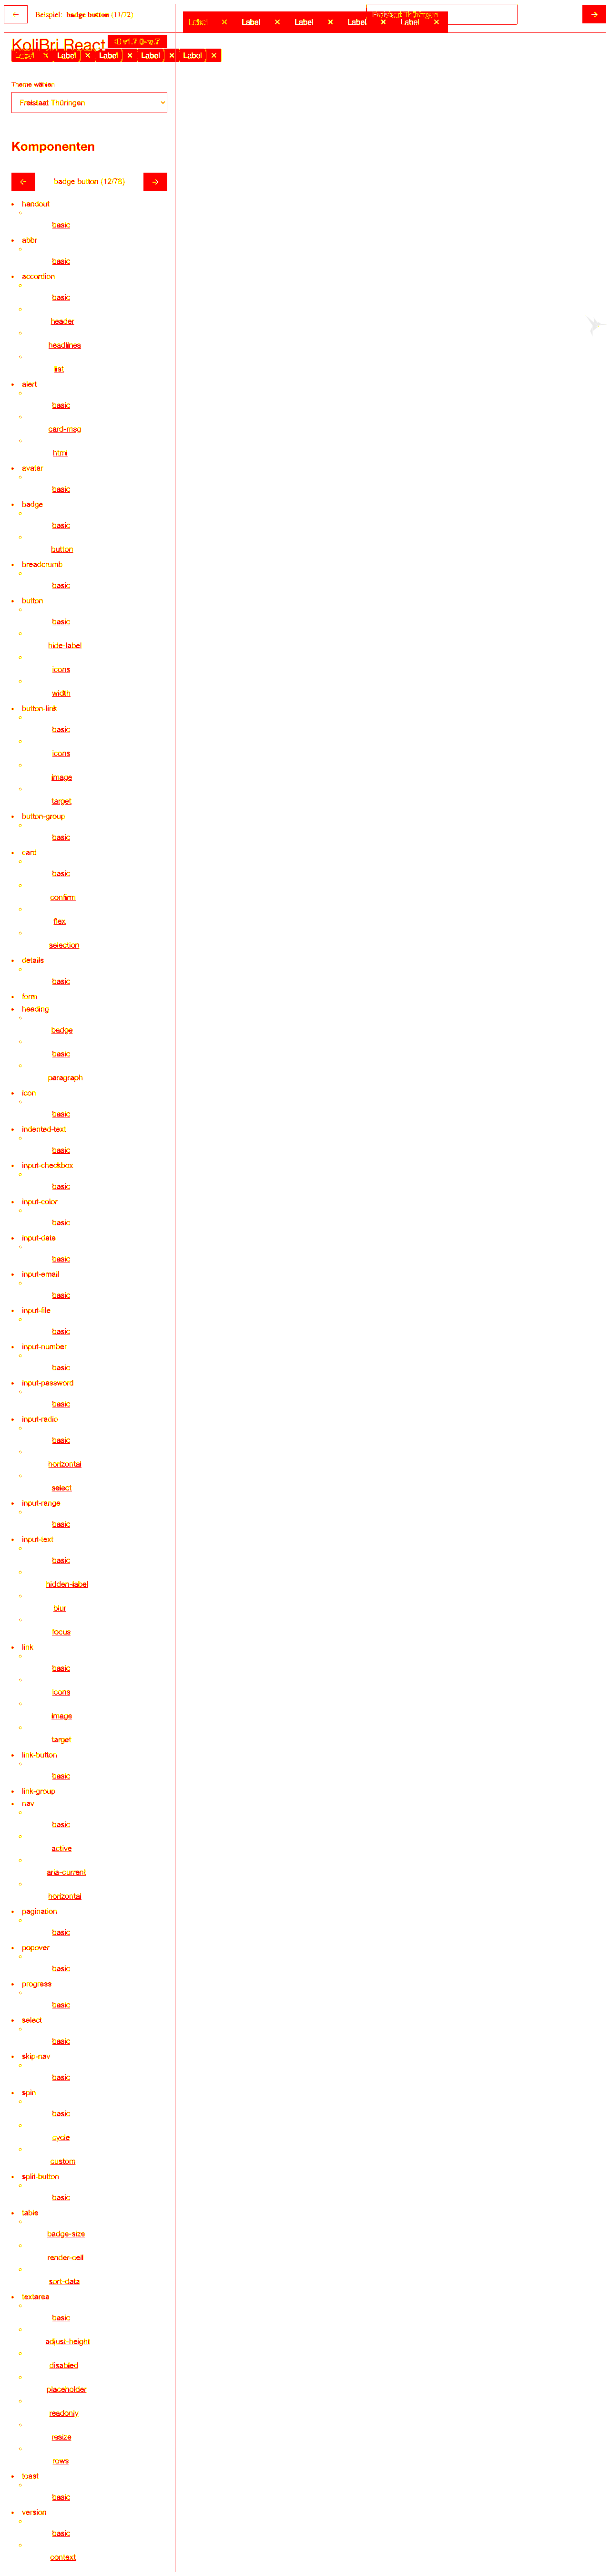 Beispiel: badge button (11/72)
Label × Label × Label × Label × Label ×
Freistaat Thüringen
KoliBri React v1.7.0-rc.7
Label × Label × Label × Label × Label ×
Theme wählen
Freistaat Thüringen
Komponenten
badge button (12/78)
handout
basic
abbr
basic
accordion
basic
header
headlines
list
alert
basic
card-msg
html
avatar
basic
badge
basic
button
breadcrumb
basic
button
basic
hide-label
icons
width
button-link
basic
icons
image
target
button-group
basic
card
basic
confirm
flex
selection
details
basic
form
heading
badge
basic
paragraph
icon
basic
indented-text
basic
input-checkbox
basic
input-color
basic
input-date
basic
input-email
basic
input-file
basic
input-number
basic
input-password
basic
input-radio
basic
horizontal
select
input-range
basic
input-text
basic
hidden-label
blur
focus
link
basic
icons
image
target
link-button
basic
link-group
nav
basic
active
aria-current
horizontal
pagination
basic
popover
basic
progress
basic
select
basic
skip-nav
basic
spin
basic
cycle
custom
split-button
basic
table
badge-size
render-cell
sort-data
textarea
basic
adjust-height
disabled
placeholder
readonly
resize
rows
toast
basic
version
basic
context